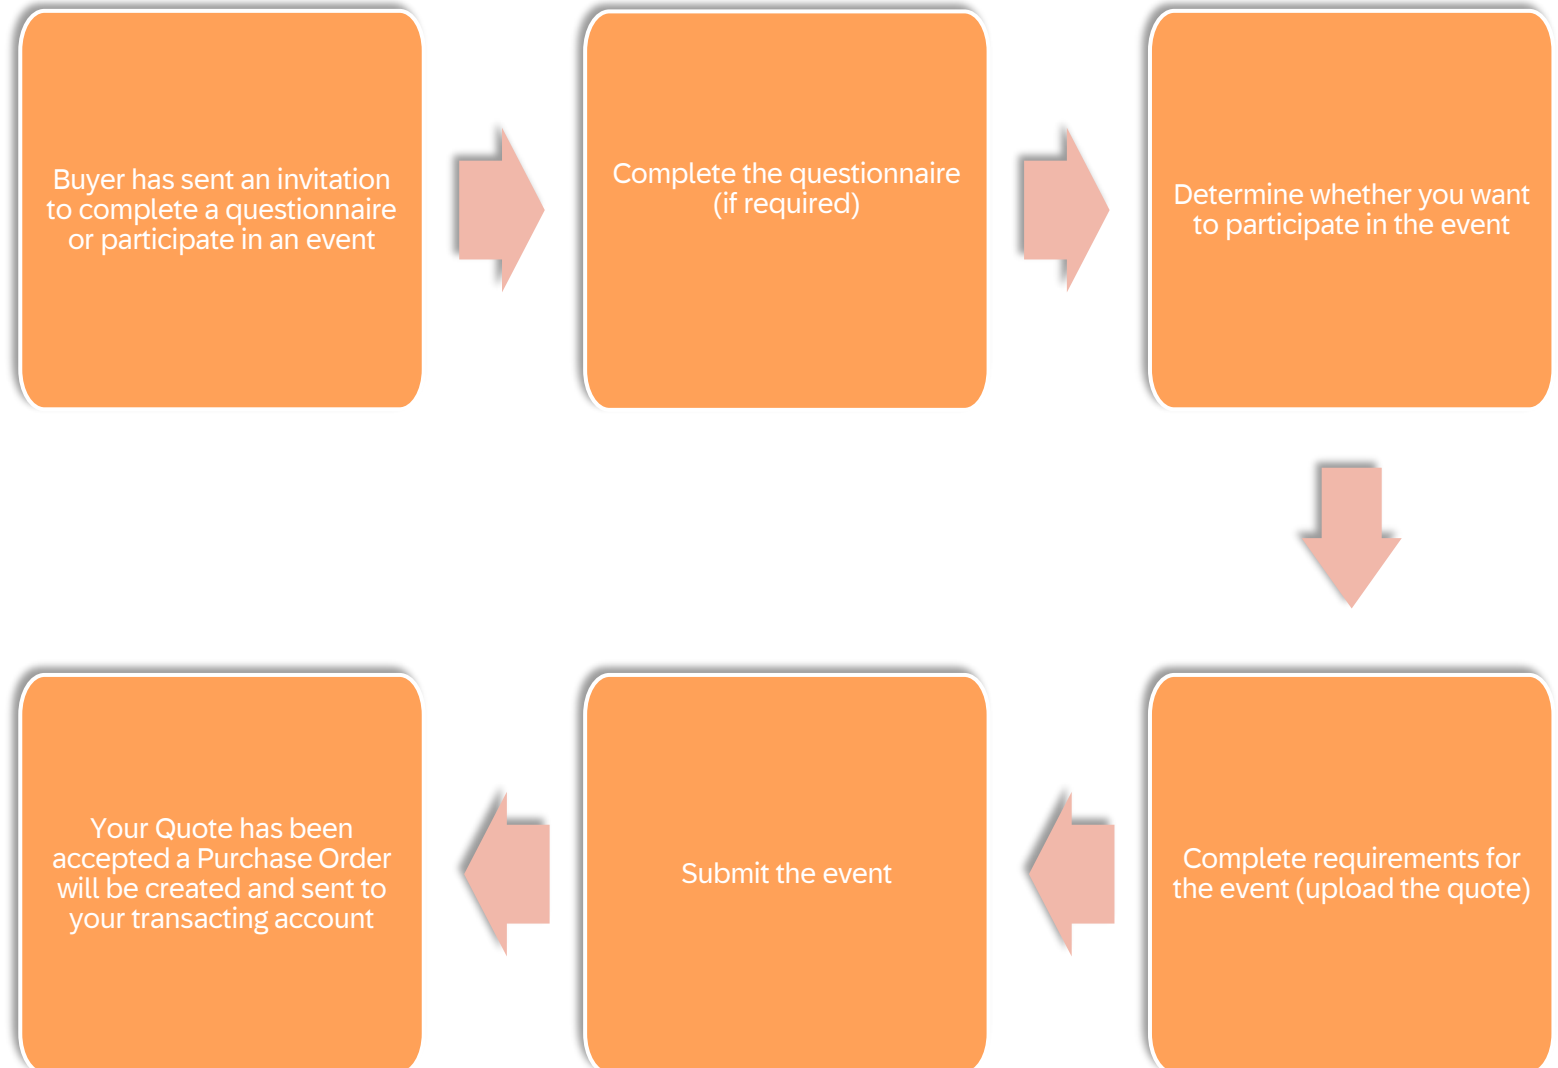 Buyer has sent an invitation
to complete a questionnaire
or participate in an event
Complete the questionnaire
(if required)
Determine whether you want
to participate in the event
Complete requirements for
the event (upload the quote)
Submit the event
Your Quote has been
accepted a Purchase Order
will be created and sent to
your transacting account